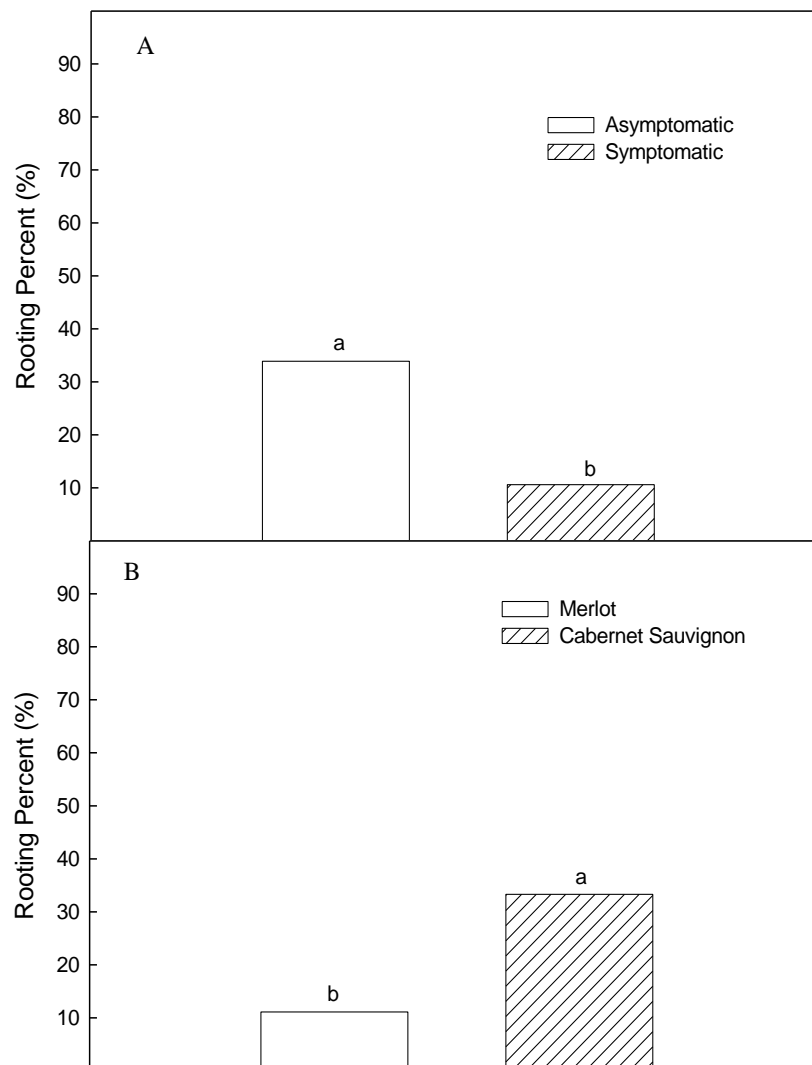 A
90
80
70
60
50
40
30
20
10
Rooting Percent (%)
Asymptomatic
Symptomatic
a
b
B
90
80
70
60
50
40
30
20
10
Rooting Percent (%)
Merlot
Cabernet Sauvignon
a
b